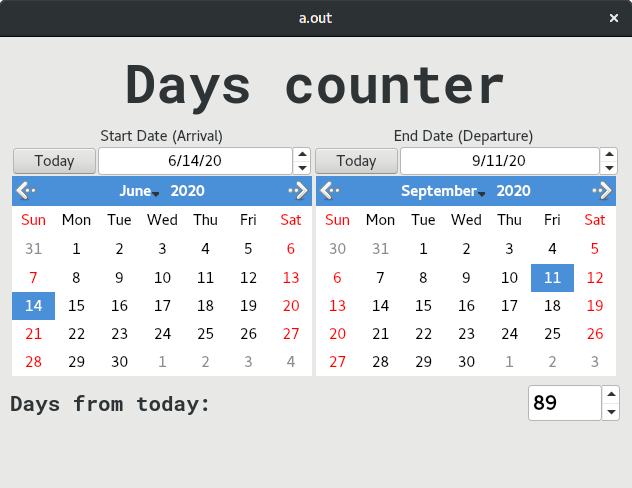 a.out
Days counter
Start Date (Arrival) End Date (Departure)
Today 6/14/20 Today 9/11/20
June 2020 September 2020
Sun Mon Tue Wed Thu Fri Sat Sun Mon Tue Wed Thu Fri Sat
31 1 2 3 4 5 6 30 31 1 2 3 4 5
7 8 9 10 11 12 13 6 7 8 9 10 11 12
14 15 16 17 18 19 20 13 14 15 16 17 18 19
21 22 23 24 25 26 27 20 21 22 23 24 25 26
28 29 30 1 2 3 4 27 28 29 30 1 2 3
Days from today: 89